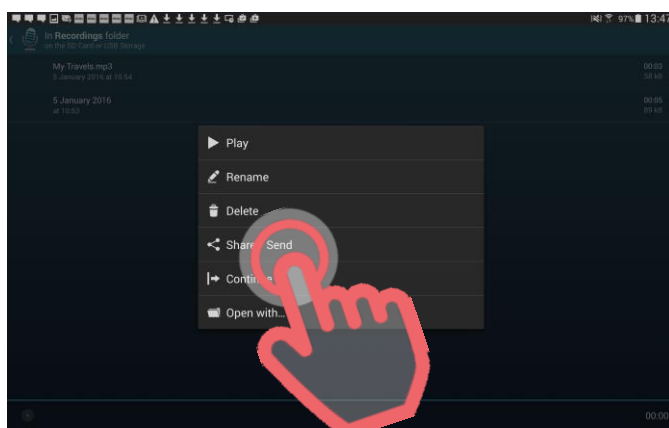 97% 13:47
In Recordings folder
on the SD Card or USB Storage
My Travels.mp3 00:03
5 January 2016 at 10:54 58 kB
5 January 2016 00:05
at 10:53 89 kB
Play
Rename
Delete
Share / Send
Continue
Open with...
00:00